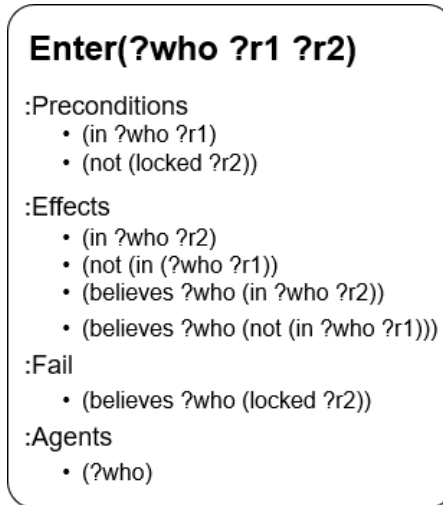 Enter(?who ?r1 ?r2)
:Preconditions
• (in ?who ?r1)
• (not (locked ?r2))
:Effects
• (in ?who ?r2)
• (not (in (?who ?r1))
• (believes ?who (in ?who ?r2))
• (believes ?who (not (in ?who ?r1)))
:Fail
• (believes ?who (locked ?r2))
:Agents
• (?who)